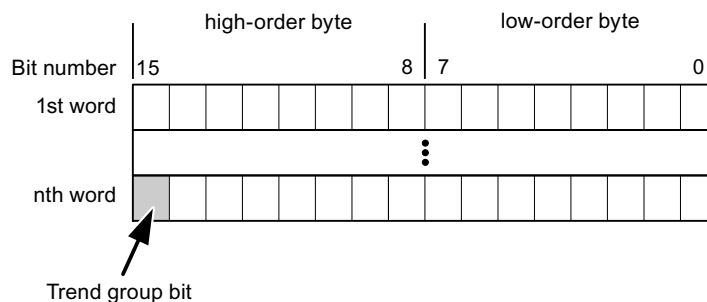 high-order byte low-order byte
Bit number 15 8 7 0
1st word
nth word
Trend group bit